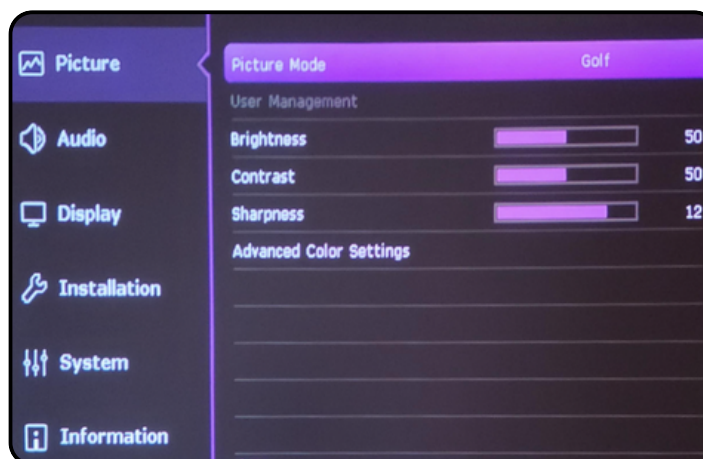 Picture
Audio
Display
Installation
System
Information
Picture Mode Golf
User Management
Brightness 50
Contrast 50
Sharpness 12
Advanced Color Settings